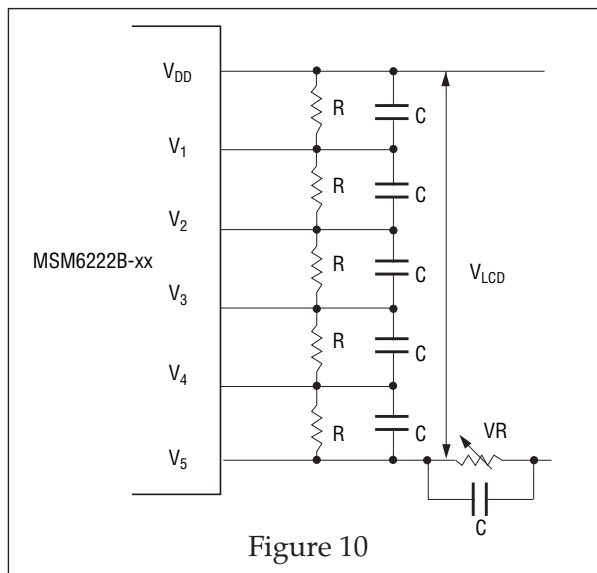 V_DD
R
C
V_1
R
C
V_2
MSM6222B-xx
R
C
V_LCD
V_3
R
C
V_4
R
C
VR
V_5
C
Figure 10